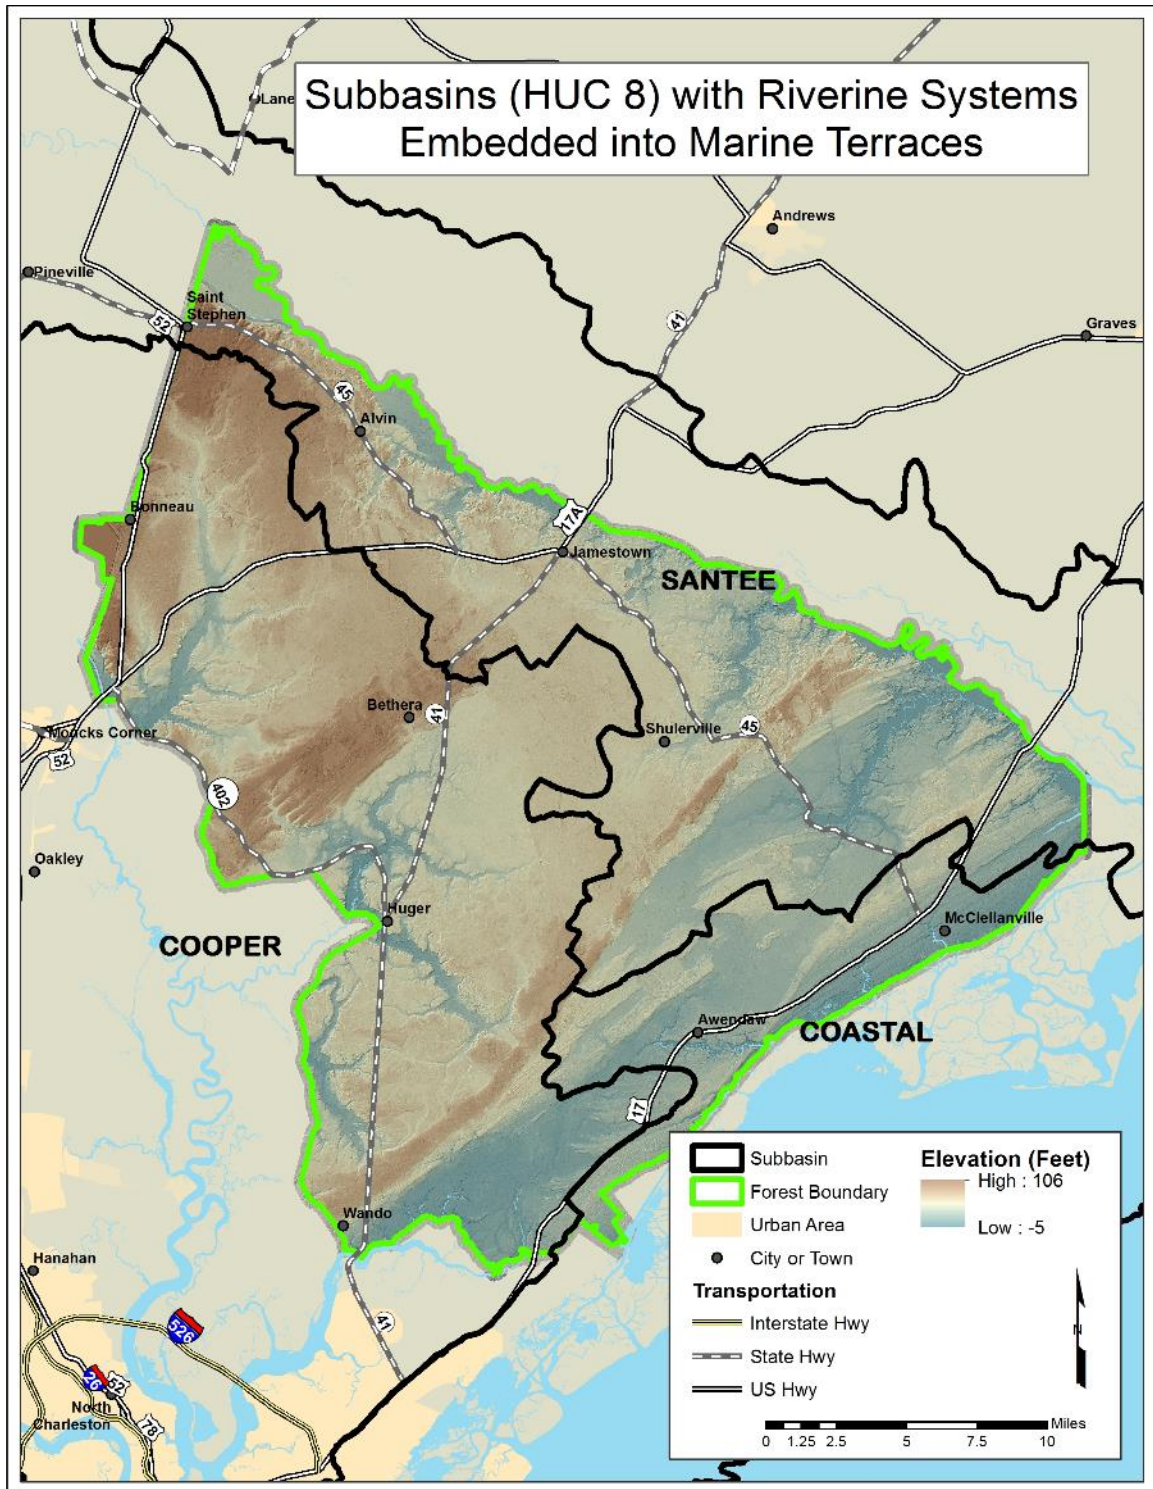 Subbasins (HUC 8) with Riverine Systems
Embedded into Marine Terraces
Lane
Andrews
Pineville
Saint
Stephen
52
41
Graves
45
Alvin
Bonneau
17A
Jamestown
SANTEE
Bethera
41
Shulerville
45
Moncks Corner
52
402
Oakley
Huger
McClellanville
COOPER
Awendaw
COASTAL
17
Wando
Hanahan
41
526
26
52
North
Charleston
78
Subbasin
Forest Boundary
Urban Area
City or Town
Transportation
Interstate Hwy
State Hwy
US Hwy
Elevation (Feet)
High : 106
Low : -5
N
Miles
0 1.25 2.5 5 7.5 10